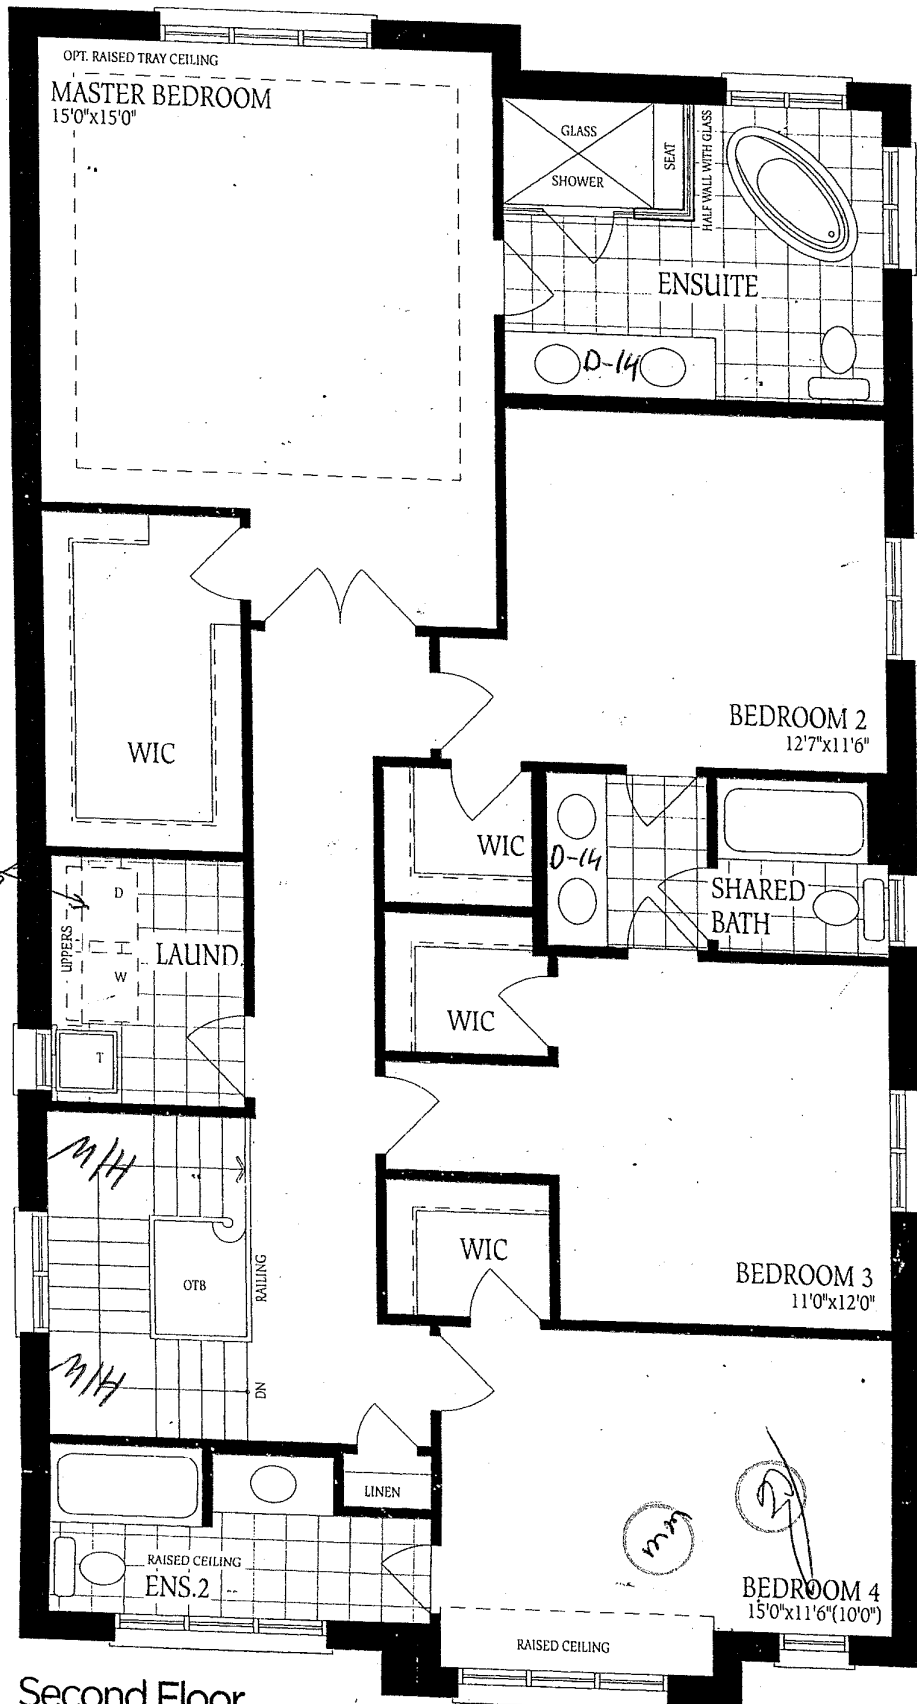 OPT. RAISED TRAY CEILING
MASTER BEDROOM
15'0"x15'0"
GLASS
SHOWER
SEAT
HALF WALL WITH GLASS
ENSUITE
D-14
BEDROOM 2
12'7"x11'6"
WIC
WIC
D-14
SHARED
BATH
UPPERS
D
W
LAUND.
T
WIC
WIC
OTB
RAILING
DN
BEDROOM 3
11'0"x12'0"
LINEN
RAISED CEILING
ENS.2
BEDROOM 4
15'0"x11'6"(10'0")
RAISED CEILING
Second Floor